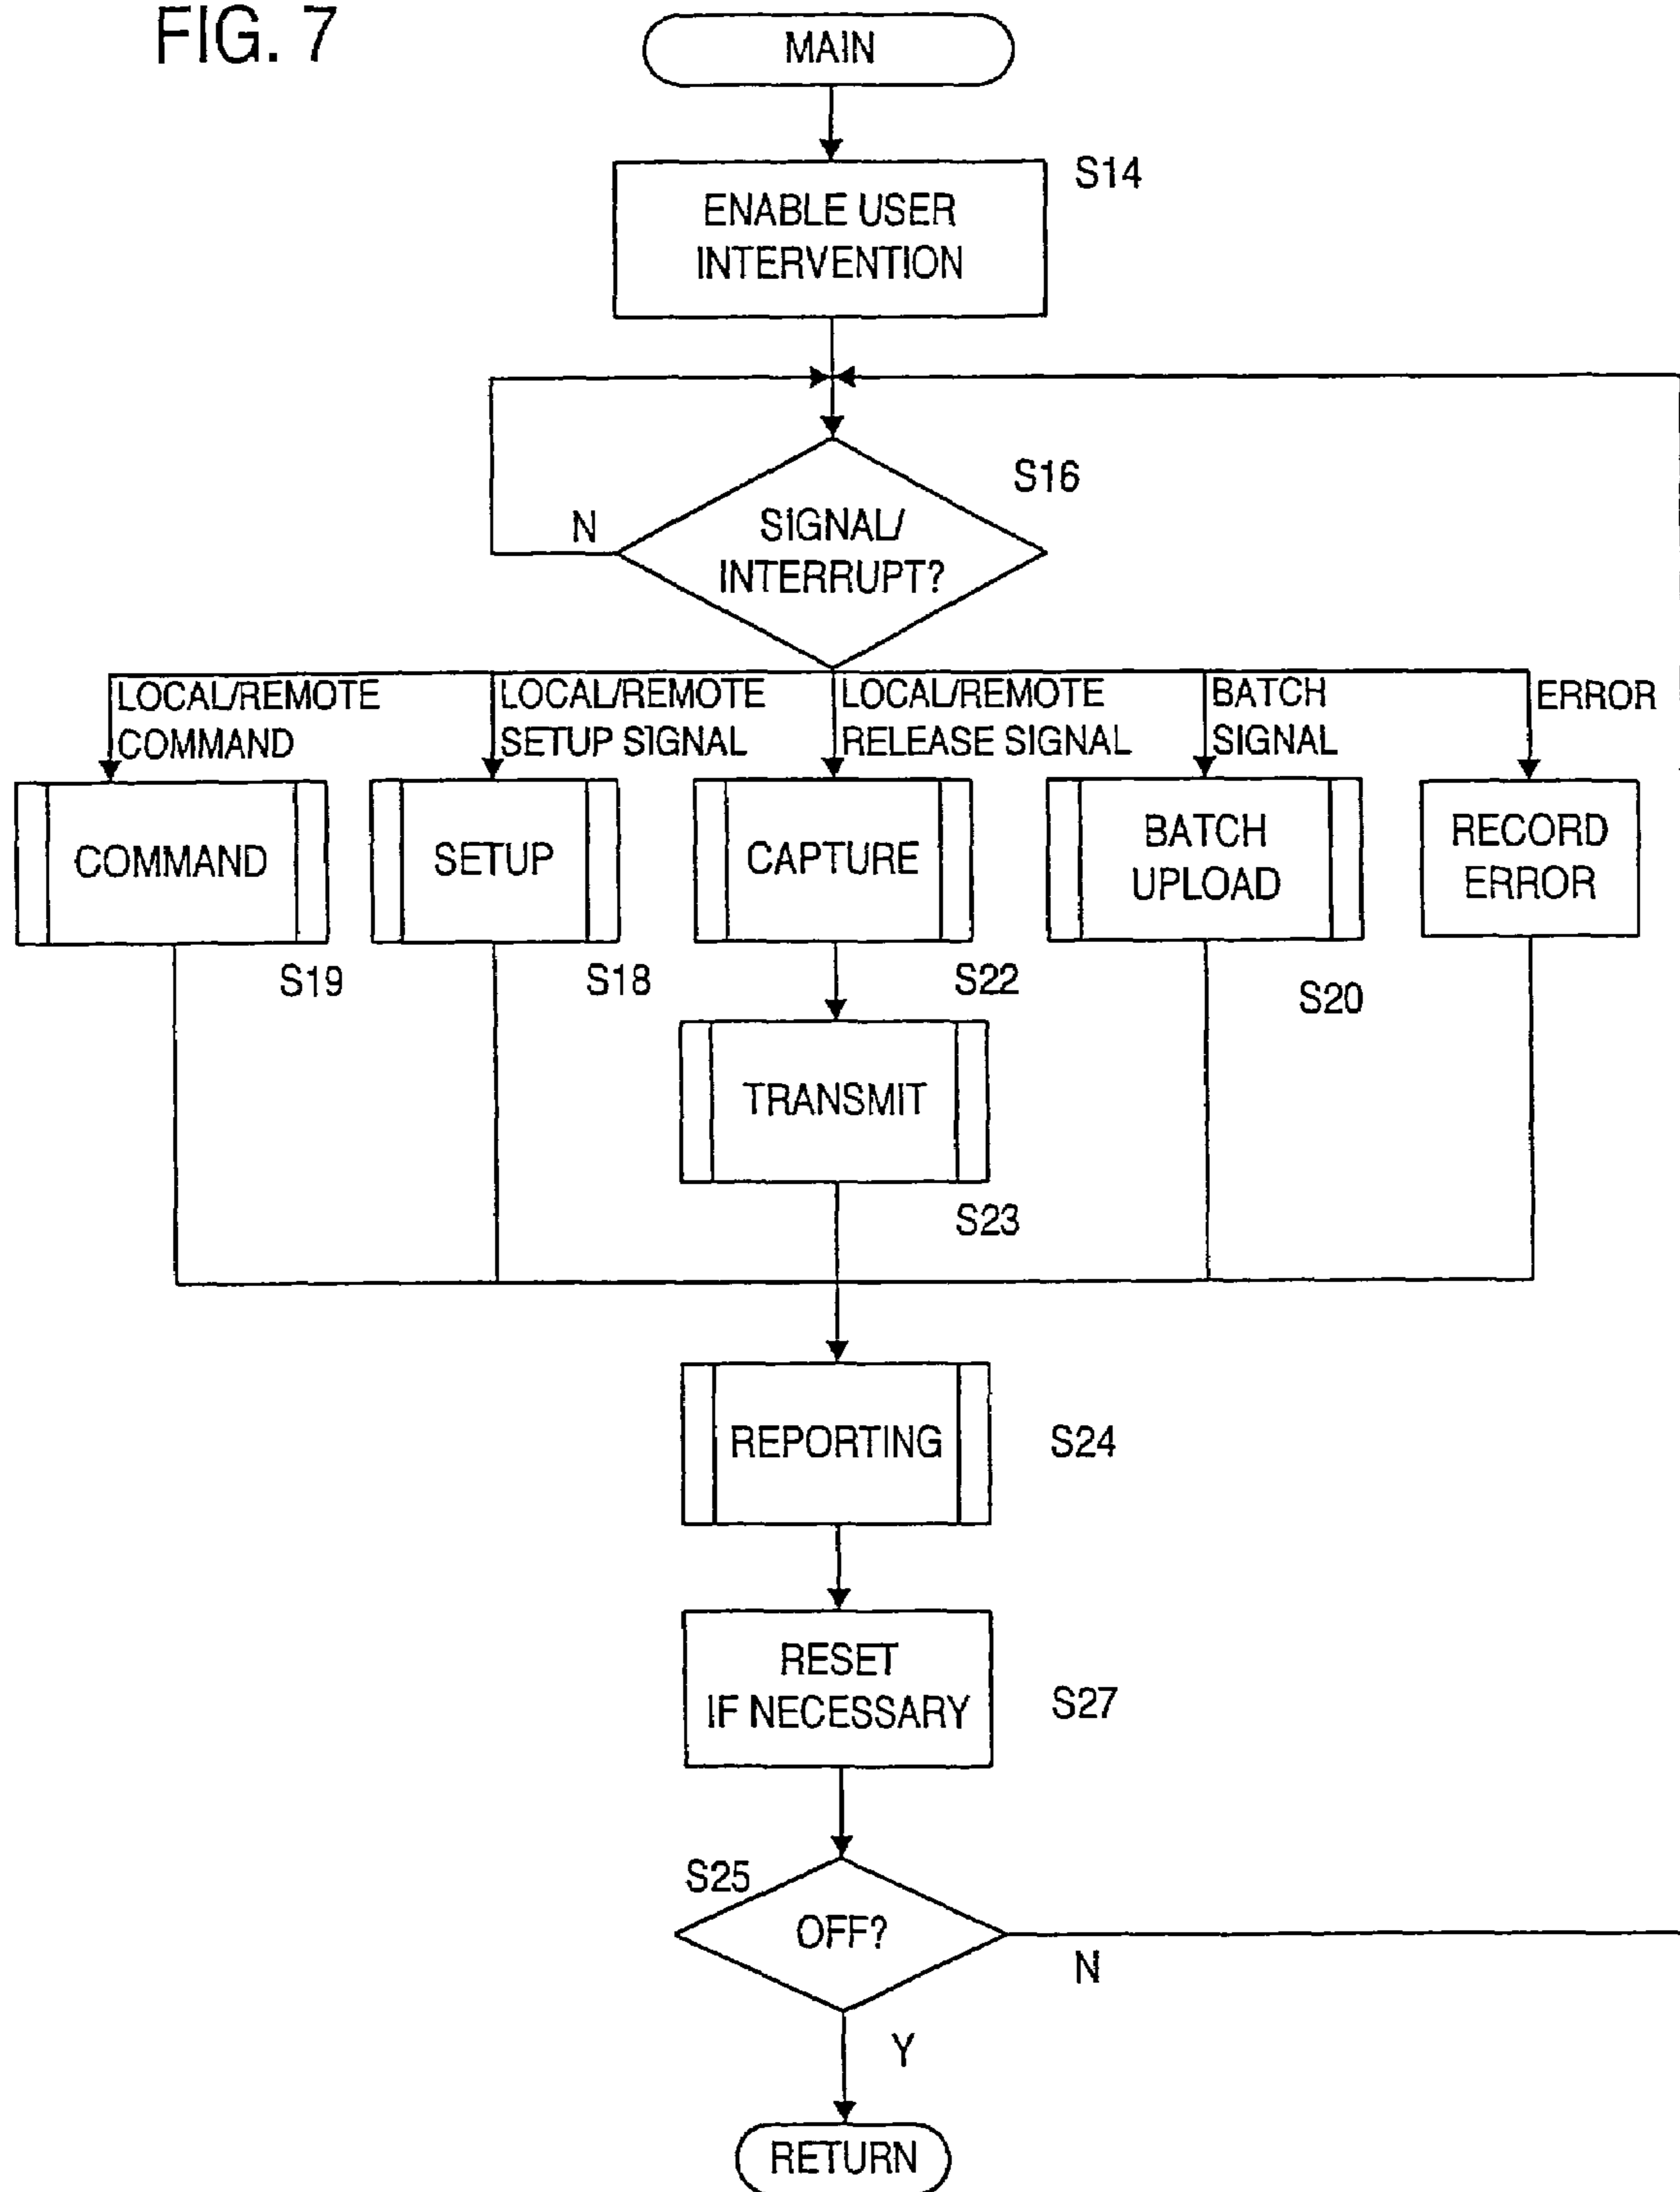 FIG. 7
MAIN
S14
ENABLE USER
INTERVENTION
S16
N
SIGNAL/
INTERRUPT?
LOCAL/REMOTE
COMMAND
LOCAL/REMOTE
SETUP SIGNAL
LOCAL/REMOTE
RELEASE SIGNAL
BATCH
SIGNAL
ERROR
COMMAND
SETUP
CAPTURE
BATCH
UPLOAD
RECORD
ERROR
S19
S18
S22
S20
TRANSMIT
S23
REPORTING
S24
RESET
IF NECESSARY
S27
S25
OFF?
N
Y
RETURN